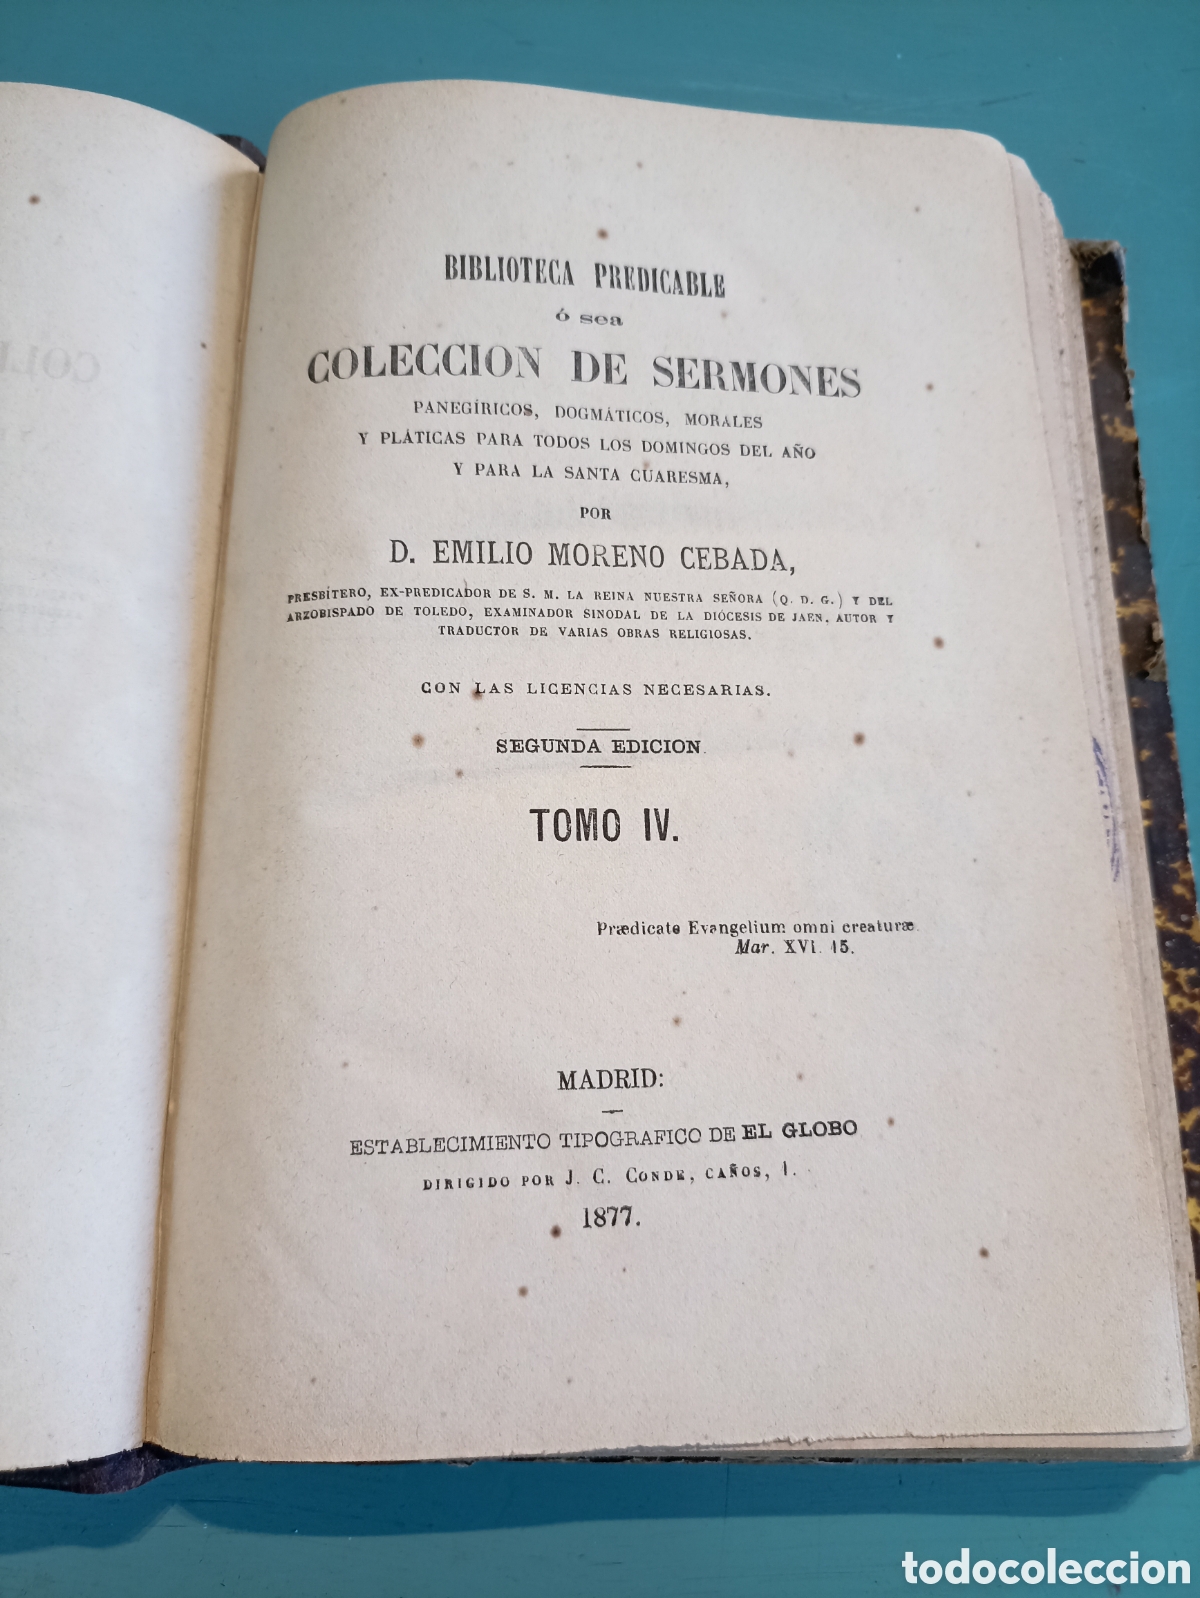 BIBLIOTECA PREDICABLE
ó sea
COLECCION DE SERMONES
PANEGÍRICOS, DOGMÁTICOS, MORALES
Y PLÁTICAS PARA TODOS LOS DOMINGOS DEL AÑO
Y PARA LA SANTA CUARESMA,
POR
D. EMILIO MORENO CEBADA,
PRESBÍTERO, EX-PREDICADOR DE S. M. LA REINA NUESTRA SEÑORA (Q. D. G.) Y DEL
ARZOBISPADO DE TOLEDO, EXAMINADOR SINODAL DE LA DIÓCESIS DE JAEN, AUTOR Y
TRADUCTOR DE VARIAS OBRAS RELIGIOSAS.
CON LAS LICENCIAS NECESARIAS.
SEGUNDA EDICION.
TOMO IV.
Prædicate Evangelium omni creaturæ.
Mar. XVI. 15.
MADRID:
ESTABLECIMIENTO TIPOGRAFICO DE EL GLOBO
DIRIGIDO POR J. C. CONDE, CAÑOS, 1.
1877.
todocoleccion